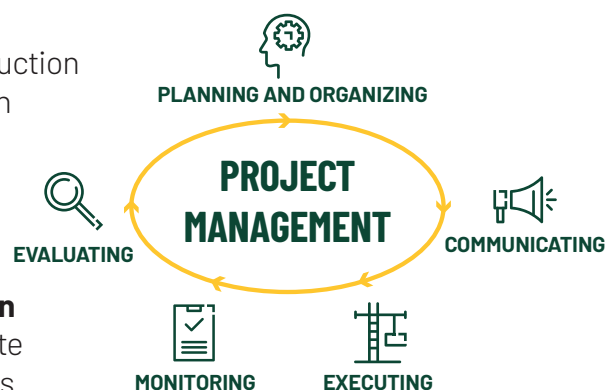 PLANNING AND ORGANIZING
PROJECT
MANAGEMENT
COMMUNICATING
EXECUTING
MONITORING
EVALUATING